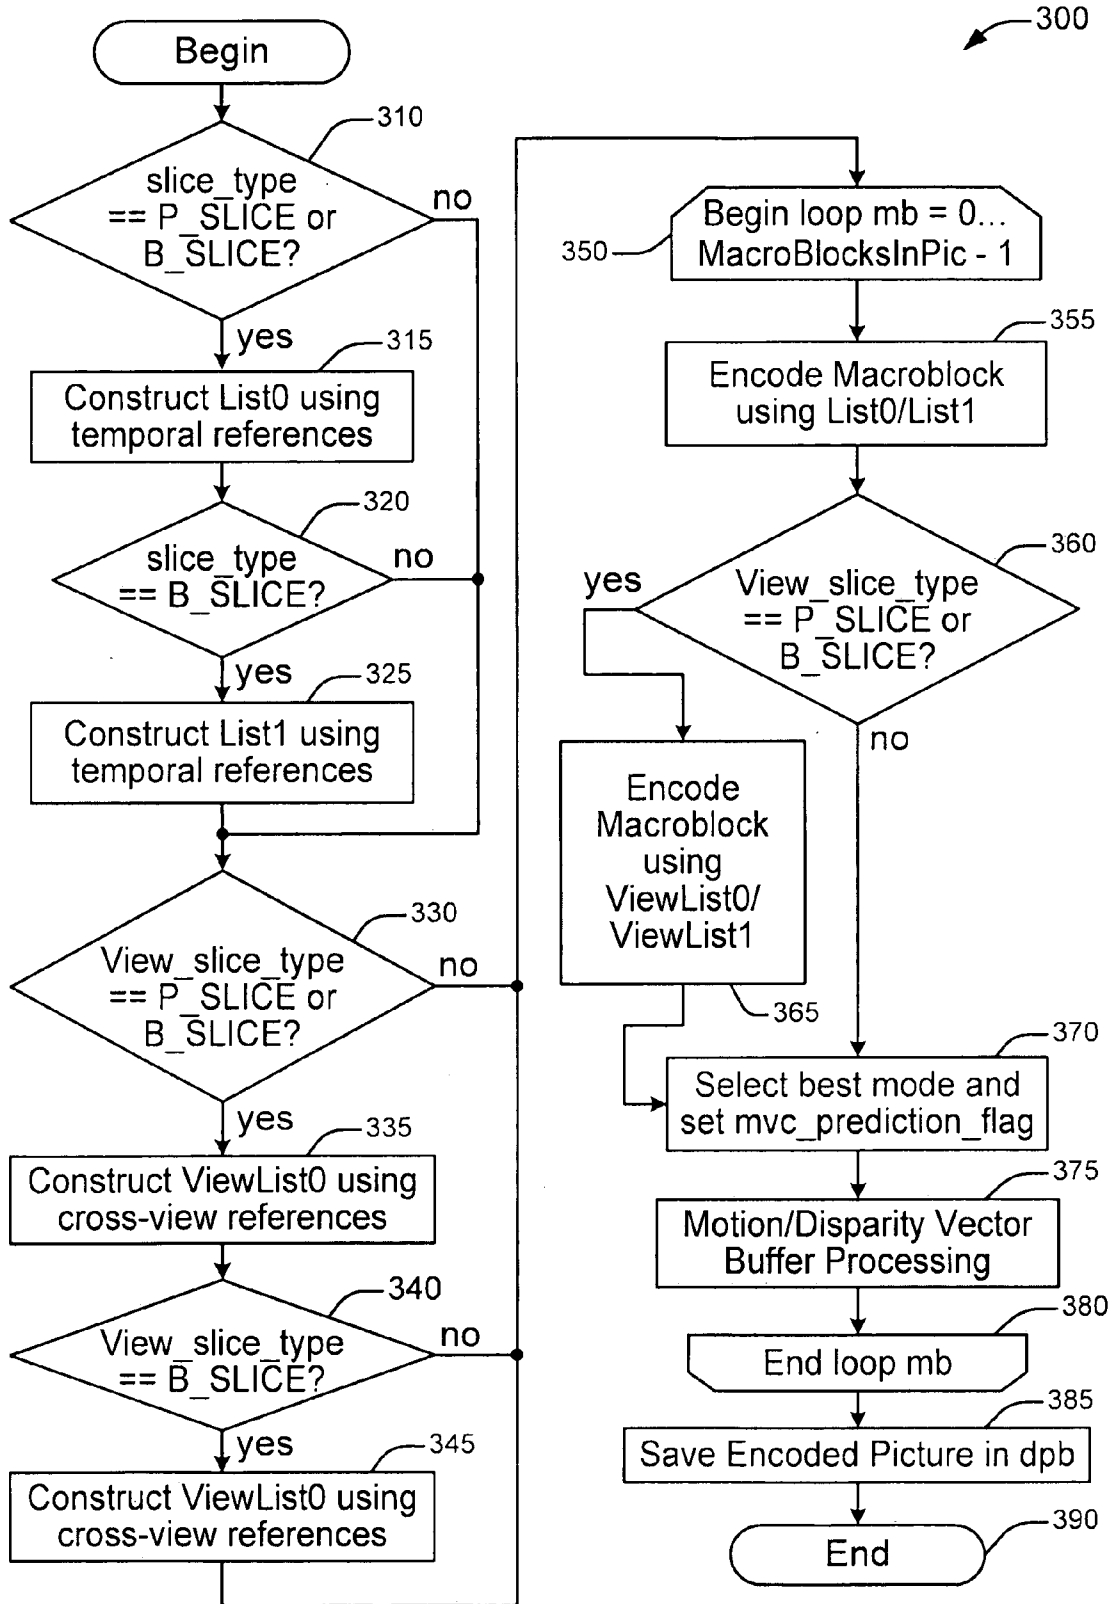 300
Begin
310
slice_type
== P_SLICE or
B_SLICE?
no
yes
315
Construct List0 using
temporal references
320
slice_type
== B_SLICE?
no
yes
325
Construct List1 using
temporal references
330
View_slice_type
== P_SLICE or
B_SLICE?
no
yes
335
Construct ViewList0 using
cross-view references
340
View_slice_type
== B_SLICE?
no
yes
345
Construct ViewList0 using
cross-view references
Begin loop mb = 0...
MacroBlocksInPic - 1
350
355
Encode Macroblock
using List0/List1
360
View_slice_type
== P_SLICE or
B_SLICE?
yes
no
Encode
Macroblock
using
ViewList0/
ViewList1
365
370
Select best mode and
set mvc_prediction_flag
375
Motion/Disparity Vector
Buffer Processing
380
End loop mb
385
Save Encoded Picture in dpb
390
End